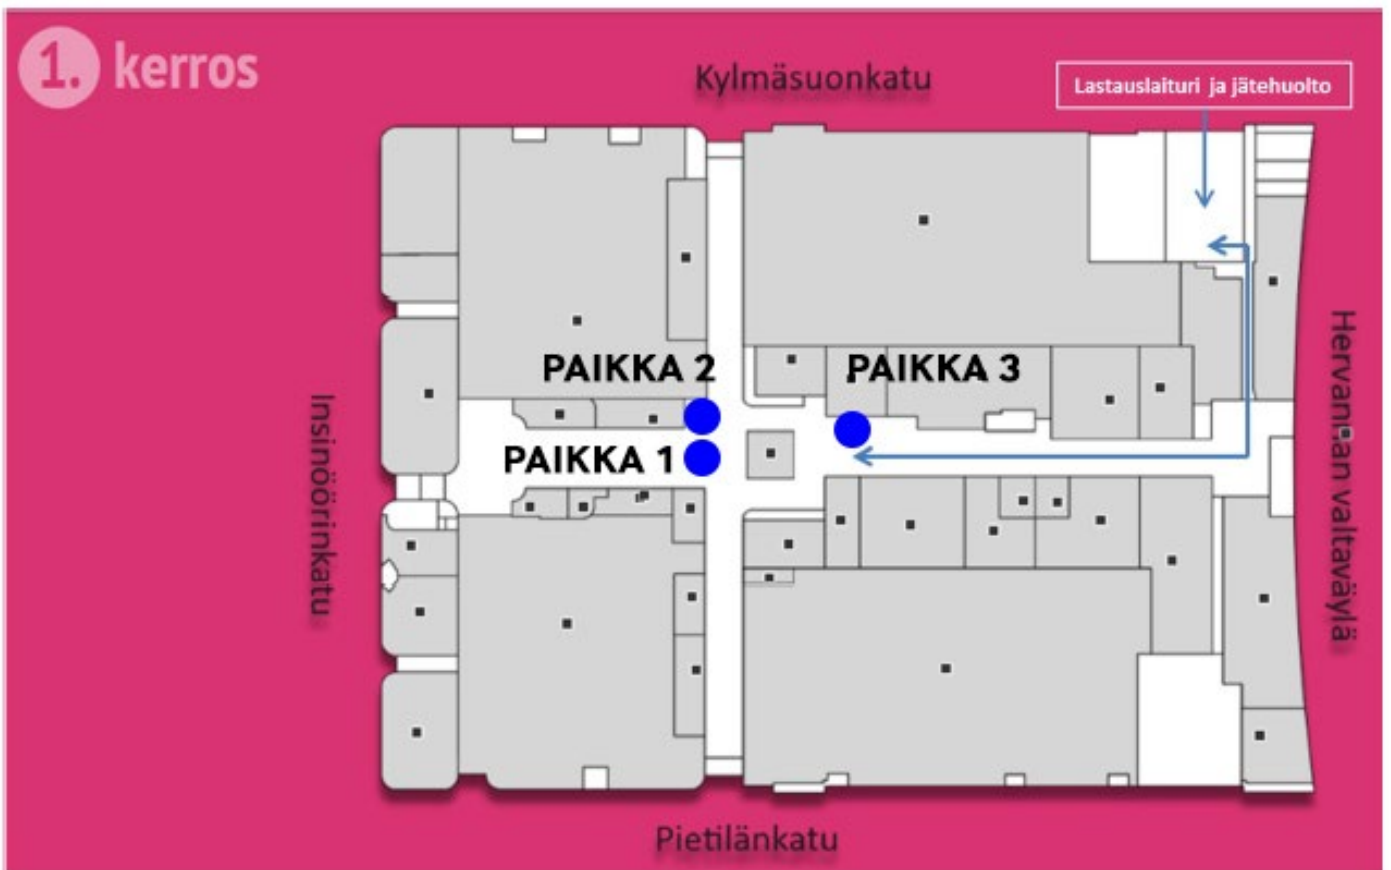 1. kerros
Kylmäsuonkatu
Lastauslaituri ja jätehuolto
PAIKKA 2
PAIKKA 3
PAIKKA 1
Insinöörinkatu
Hervannan valtaväylä
Pietilänkatu